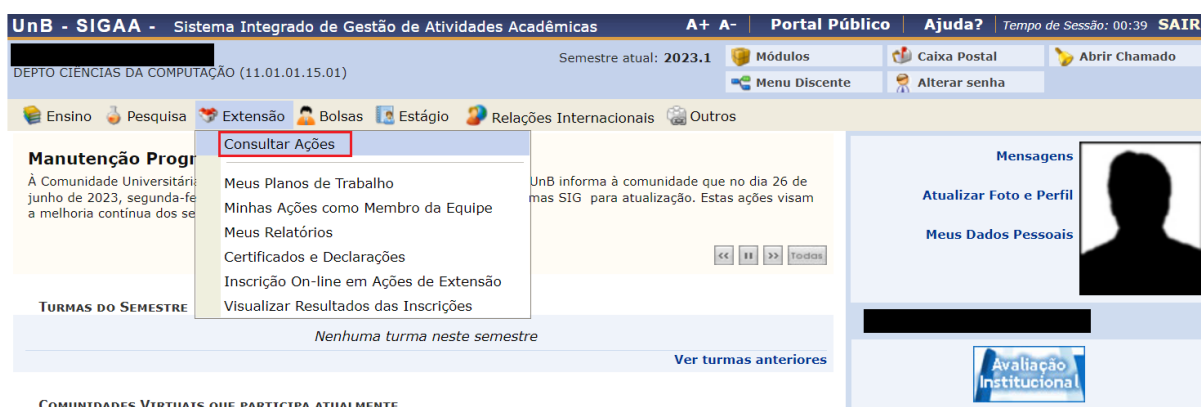 UnB - SIGAA - Sistema Integrado de Gestão de Atividades Acadêmicas A+ A- Portal Público Ajuda? Tempo de Sessão: 00:39 SAIR
Semestre atual: 2023.1 Módulos Caixa Postal Abrir Chamado
DEPTO CIÊNCIAS DA COMPUTAÇÃO (11.01.01.15.01)
Menu Discente Alterar senha
Ensino Pesquisa Extensão Bolsas Estágio Relações Internacionais Outros
Consultar Ações
Meus Planos de Trabalho
Minhas Ações como Membro da Equipe
Meus Relatórios
Certificados e Declarações
Inscrição On-line em Ações de Extensão
Visualizar Resultados das Inscrições
Manutenção Progr
À Comunidade Universitári UnB informa à comunidade que no dia 26 de
junho de 2023, segunda-fe mas SIG para atualização. Estas ações visam
a melhoria contínua dos se
Todas
Mensagens
Atualizar Foto e Perfil
Meus Dados Pessoais
TURMAS DO SEMESTRE
Nenhuma turma neste semestre
Ver turmas anteriores
Avaliação
Institucional
COMUNIDADES VIRTUAIS QUE PARTICIPA ATUALMENTE